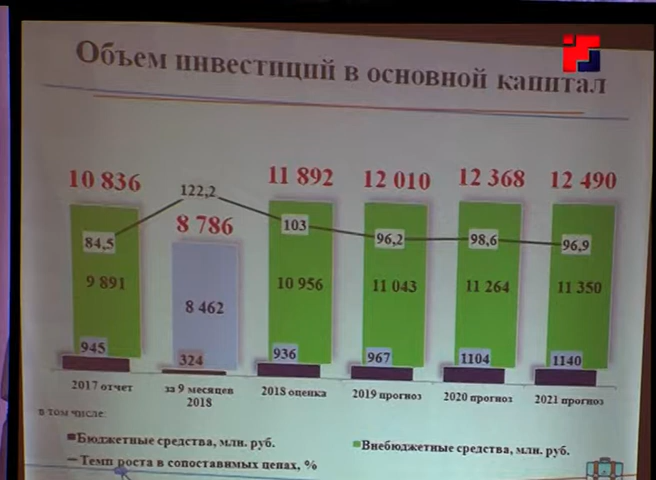 Объем инвестиций в основной капитал
10 836
8 786
11 892
12 010
12 368
12 490
84,5
122,2
103
96,2
98,6
96,9
9 891
8 462
10 956
11 043
11 264
11 350
945
324
936
967
1104
1140
2017 отчет
за 9 месяцев
2018
2018 оценка
2019 прогноз
2020 прогноз
2021 прогноз
в том числе:
Бюджетные средства, млн. руб.
Внебюджетные средства, млн. руб.
Темп роста в сопоставимых ценах, %